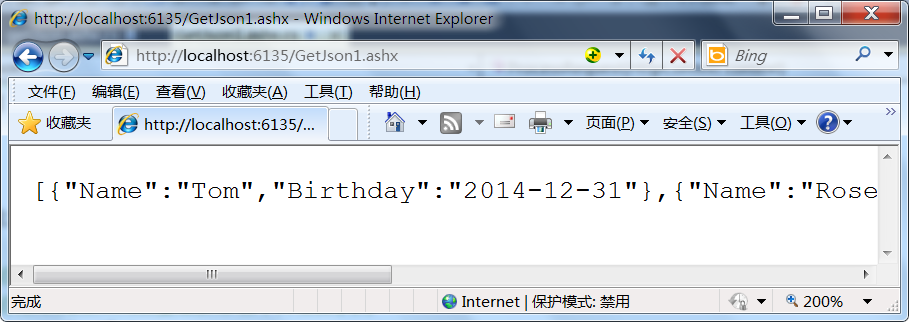 http://localhost:6135/GetJson1.ashx - Windows Internet Explorer
http://localhost:6135/GetJson1.ashx
Bing
文件(F) 编辑(E) 查看(V) 收藏夹(A) 工具(T) 帮助(H)
收藏夹 http://localhost:6135/... 页面(P) 安全(S) 工具(O)
[{"Name":"Tom","Birthday":"2014-12-31"},{"Name":"Rose
完成 Internet | 保护模式: 禁用 200%